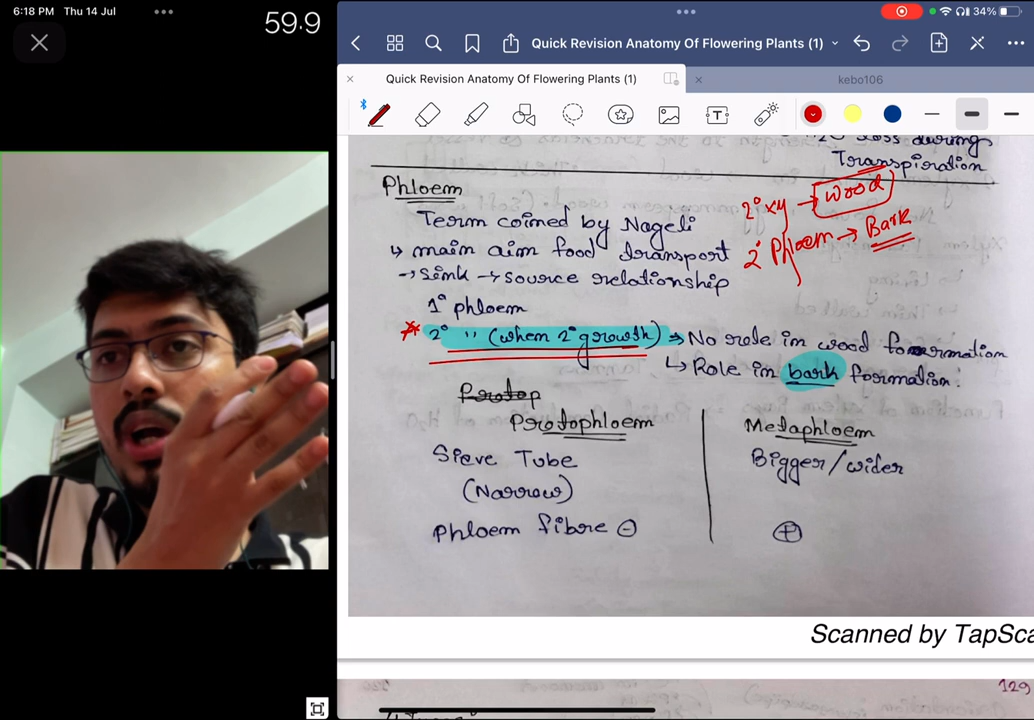 6:18 PM Thu 14 Jul
59.9
34%
Quick Revision Anatomy Of Flowering Plants (1)
Quick Revision Anatomy Of Flowering Plants (1)
kebo106
T
loss during
Transpiration
Phloem
2° xy → Wood
2° Phloem → Bark
Term coined by Nageli
↳ main aim food transport
→ Sink → source relationship
1° phloem
* 2° '' (when 2° growth) → No role in wood formation
↳ Role in bark formation.
Protop
Protophloem
Metaphloem
Sieve Tube
Bigger/wider
(Narrow)
Phloem fibre ⊖
⊕
Scanned by TapSca
129